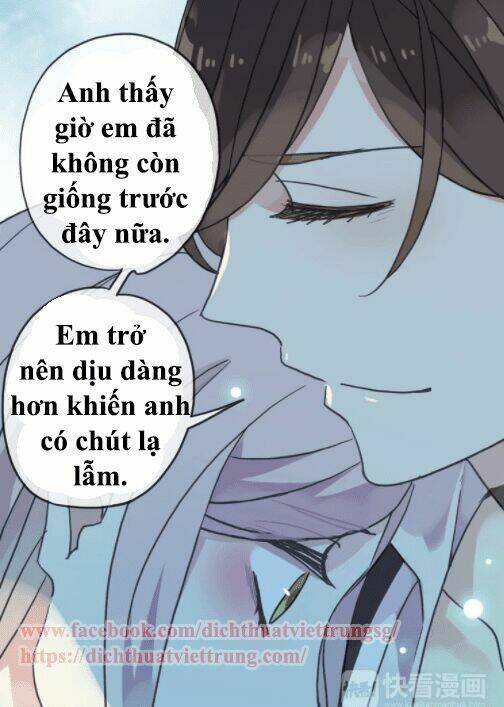 Anh thấy
giờ em đã
không còn
giống trước
đây nữa.
Em trở
nên dịu dàng
hơn khiến anh
có chút lạ
lẫm.
www.facebook.com/dichthuatviettrungsg/
https://dichthuatviettrung.com/
快看漫画